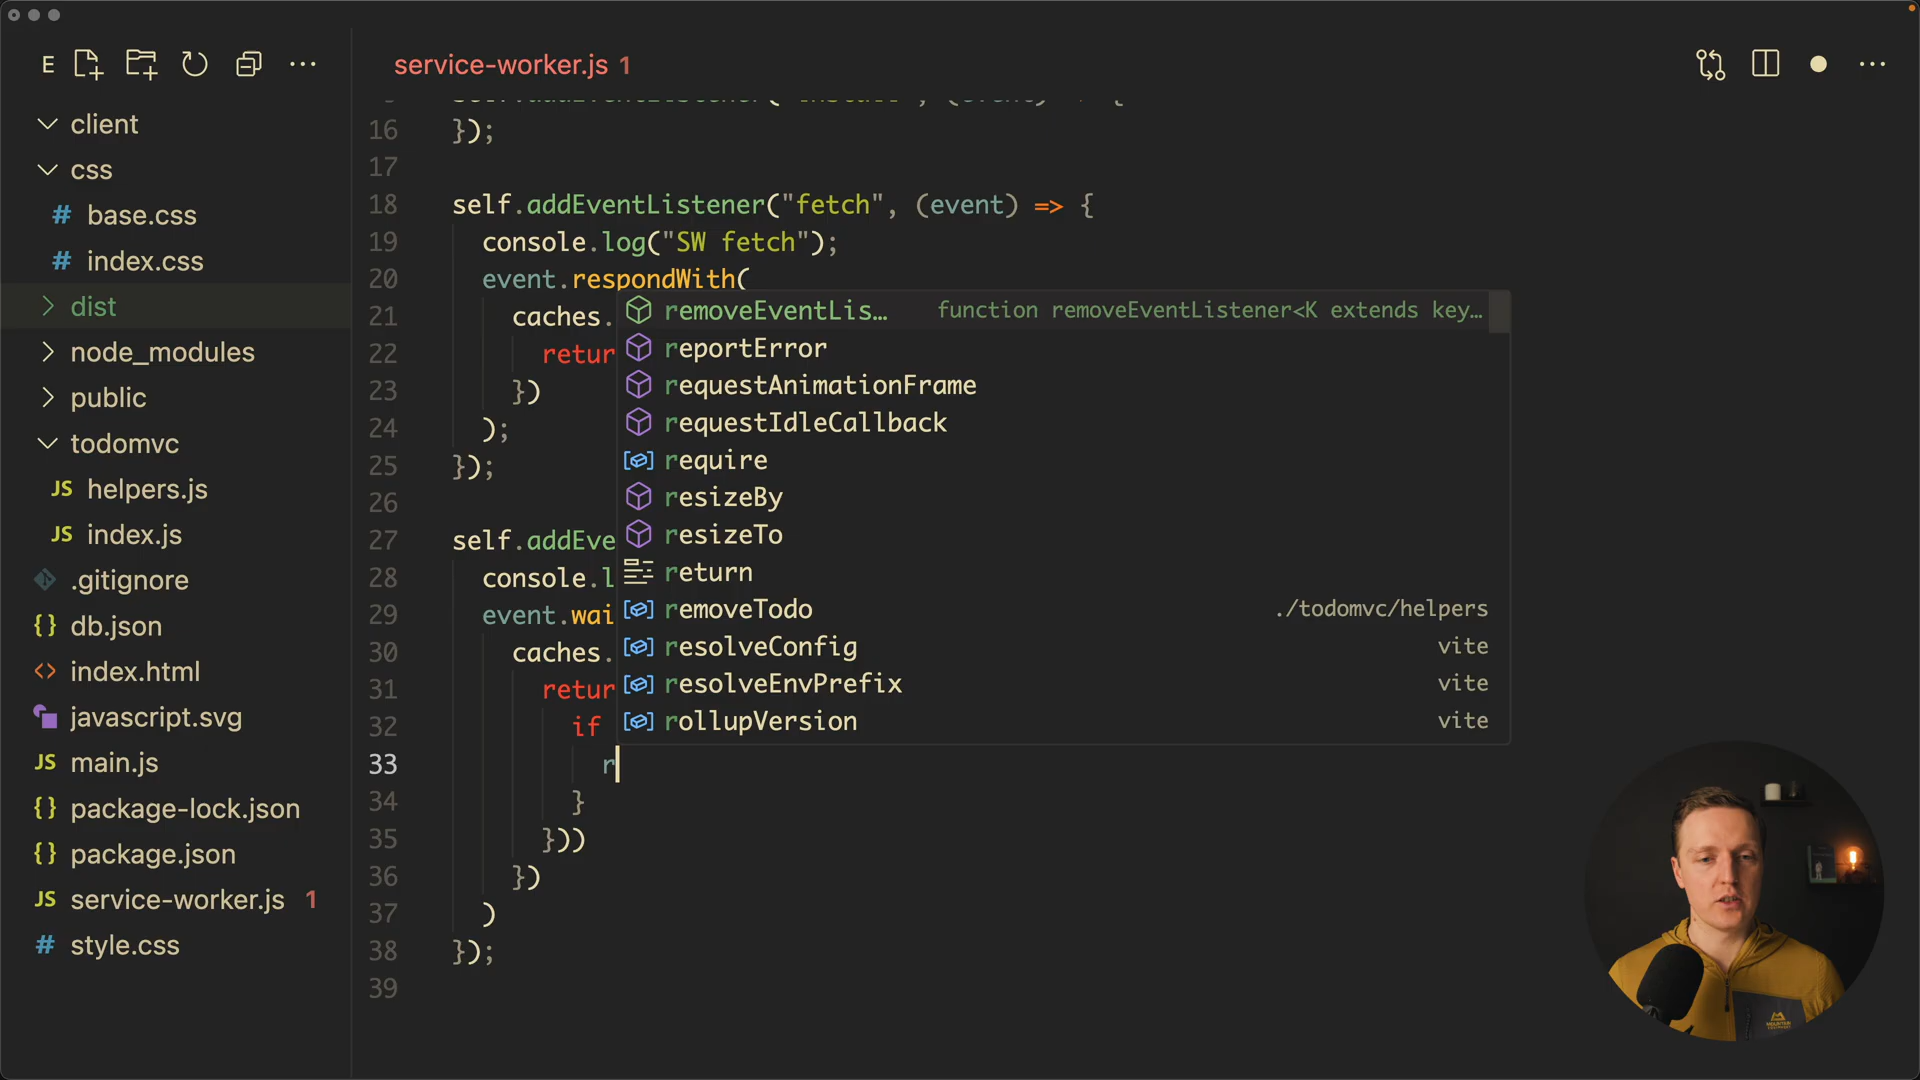 E
service-worker.js 1
client
css
# base.css
# index.css
dist
node_modules
public
todomvc
JS helpers.js
JS index.js
.gitignore
{} db.json
<> index.html
javascript.svg
JS main.js
{} package-lock.json
{} package.json
JS service-worker.js 1
# style.css
16 });
17
18 self.addEventListener("fetch", (event) => {
19 console.log("SW fetch");
20 event.respondWith(
21 caches.
22 retur
23 })
24 );
25 });
26
27 self.addEve
28 console.l
29 event.wai
30 caches.
31 retur
32 if
33 r
34 }
35 }))
36 })
37 )
38 });
39
removeEventLis… function removeEventListener<K extends key…
reportError
requestAnimationFrame
requestIdleCallback
require
resizeBy
resizeTo
return
removeTodo ./todomvc/helpers
resolveConfig vite
resolveEnvPrefix vite
rollupVersion vite